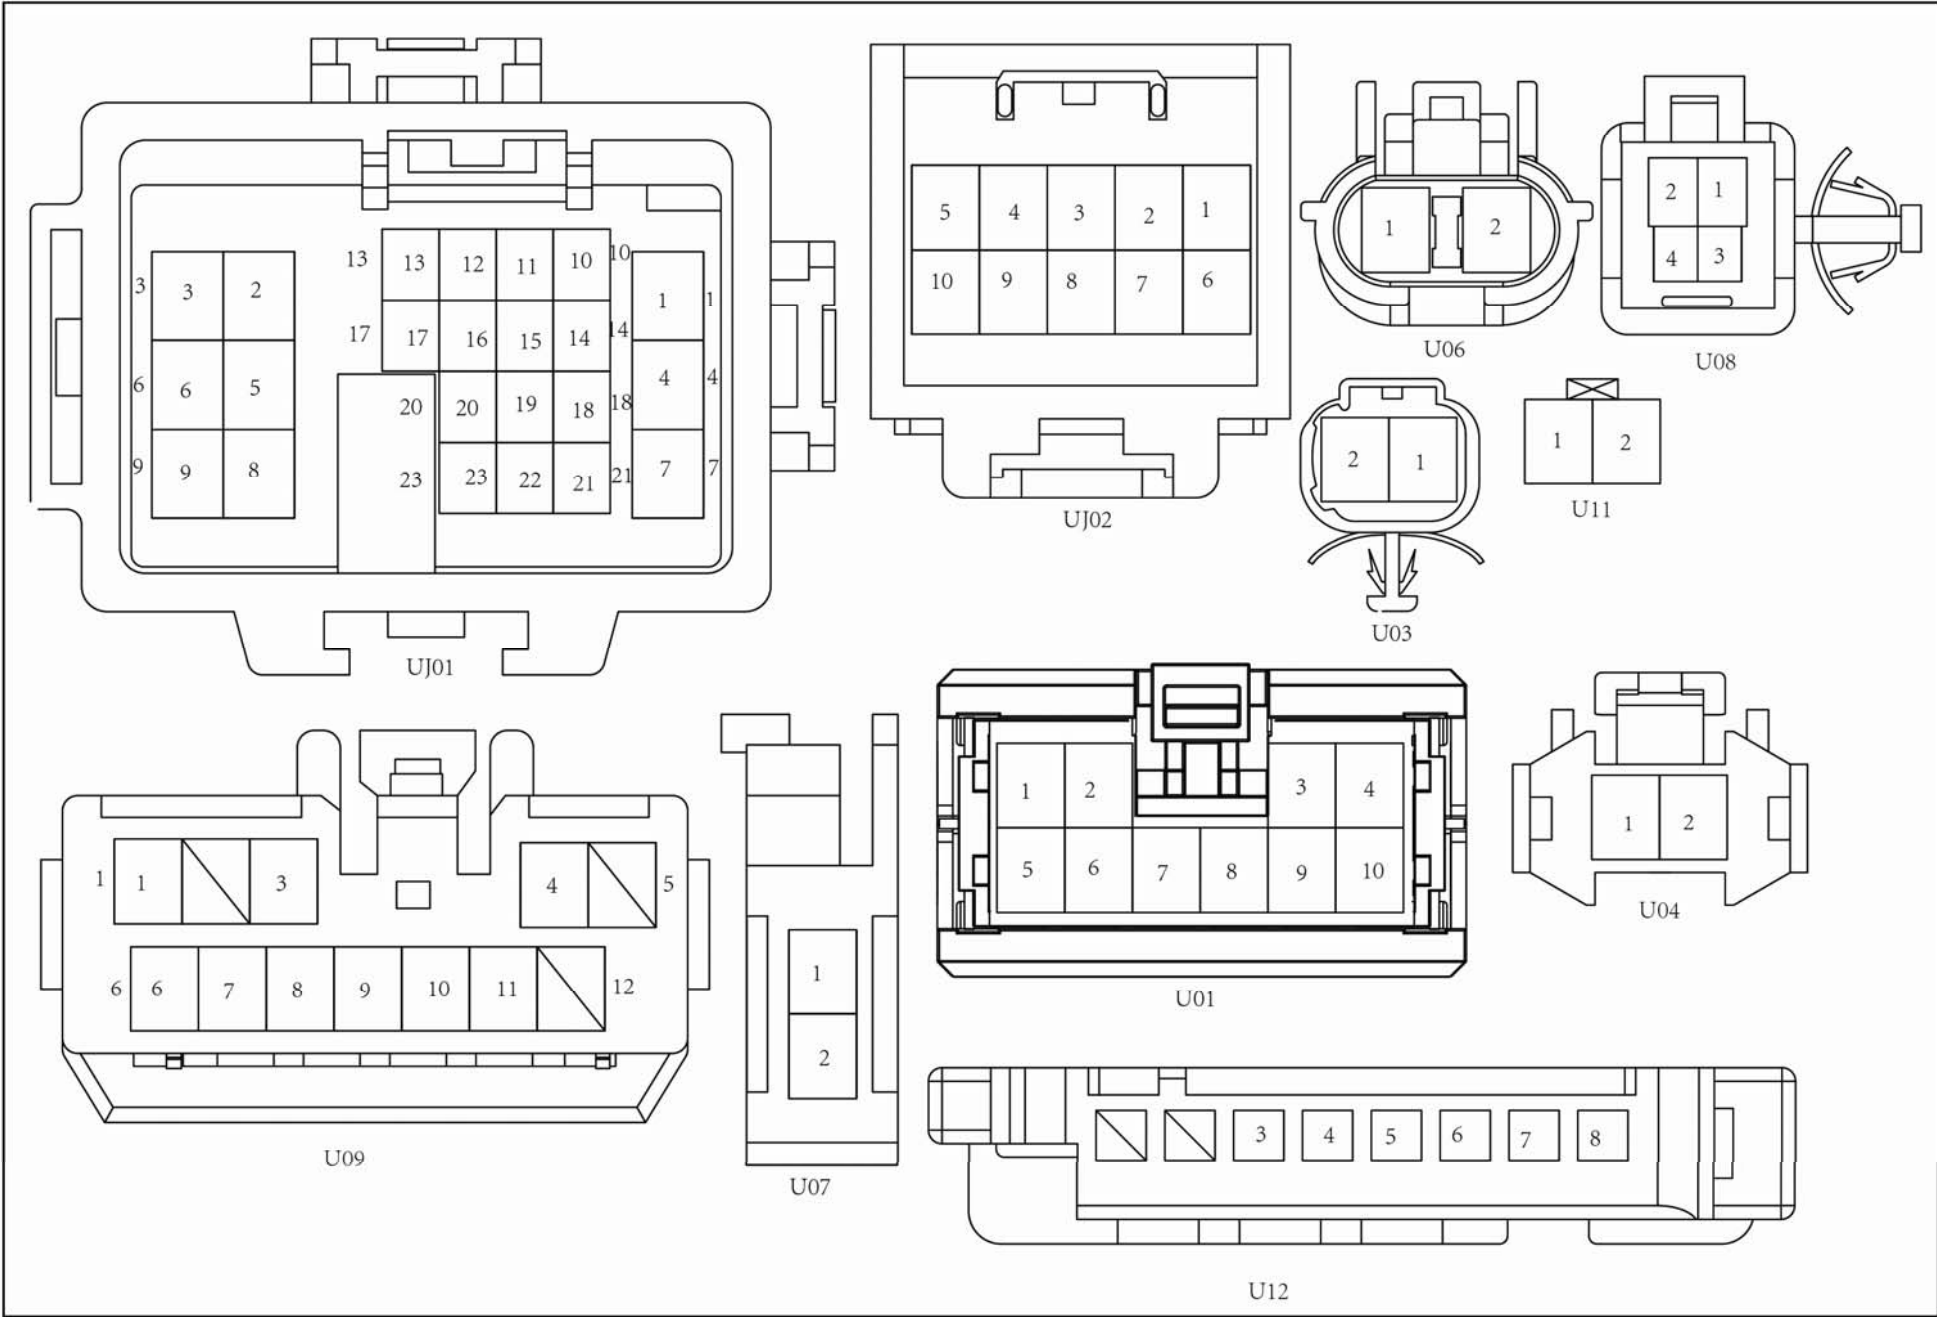 13 13 12 11 10 10
3 3 2 1 1
17 17 16 15 14 14
6 6 5 4 4
20 20 19 18 18
9 9 8 7 7
23 23 22 21 21
UJ01
5 4 3 2 1
10 9 8 7 6
UJ02
1 2
U06
2 1
4 3
U08
2 1
U03
1 2
U11
1 1 3 4 5
6 6 7 8 9 10 11 12
U09
1
2
U07
1 2 3 4
5 6 7 8 9 10
U01
1 2
U04
3 4 5 6 7 8
U12